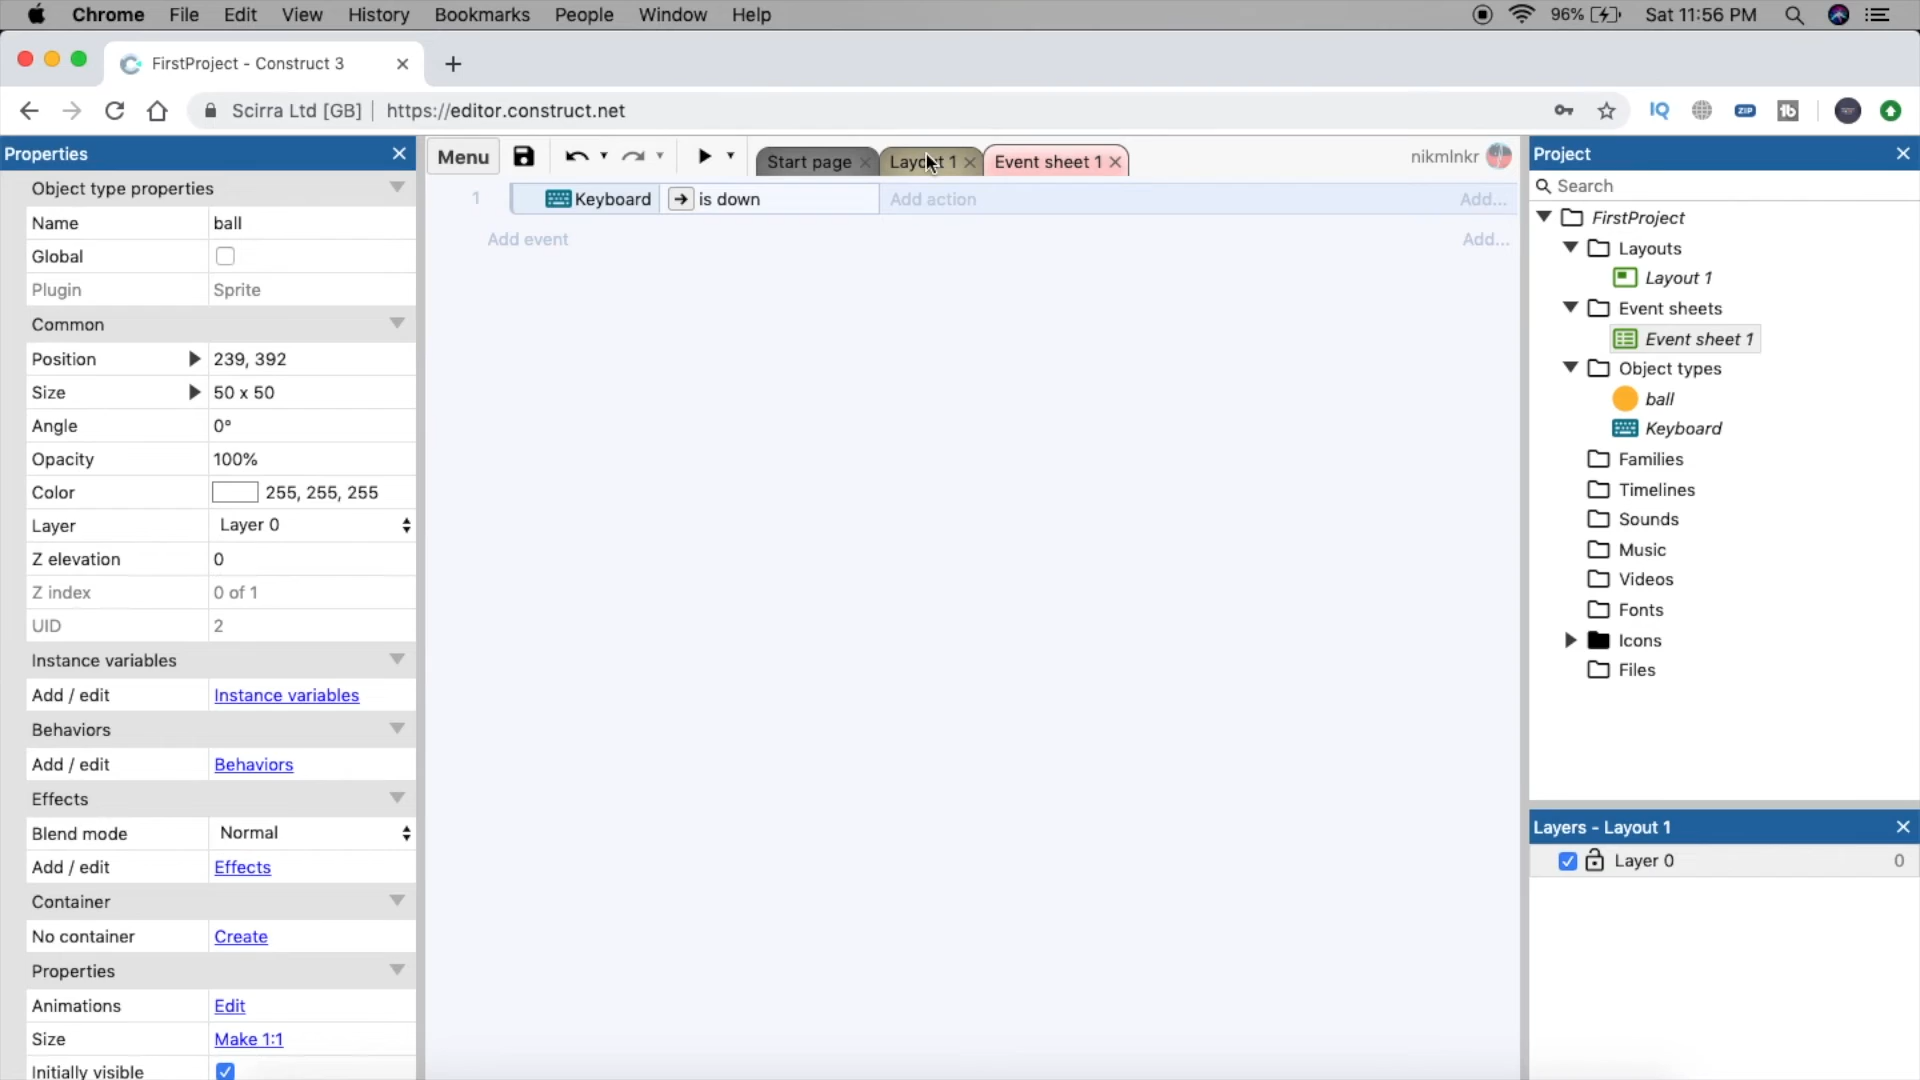 Chrome File Edit View History Bookmarks People Window Help 96% Sat 11:56 PM
FirstProject - Construct 3
Scirra Ltd [GB] | https://editor.construct.net IQ ZIP tb
Properties
Menu
Start page
Layout 1
Event sheet 1
nikmlnkr
Object type properties
Name ball
Global
Plugin Sprite
Common
Position 239, 392
Size 50 x 50
Angle 0°
Opacity 100%
Color 255, 255, 255
Layer Layer 0
Z elevation 0
Z index 0 of 1
UID 2
Instance variables
Add / edit Instance variables
Behaviors
Add / edit Behaviors
Effects
Blend mode Normal
Add / edit Effects
Container
No container Create
Properties
Animations Edit
Size Make 1:1
Initially visible
1 Keyboard → is down Add action Add...
Add event Add...
Project
Search
FirstProject
Layouts
Layout 1
Event sheets
Event sheet 1
Object types
ball
Keyboard
Families
Timelines
Sounds
Music
Videos
Fonts
Icons
Files
Layers - Layout 1
Layer 0 0